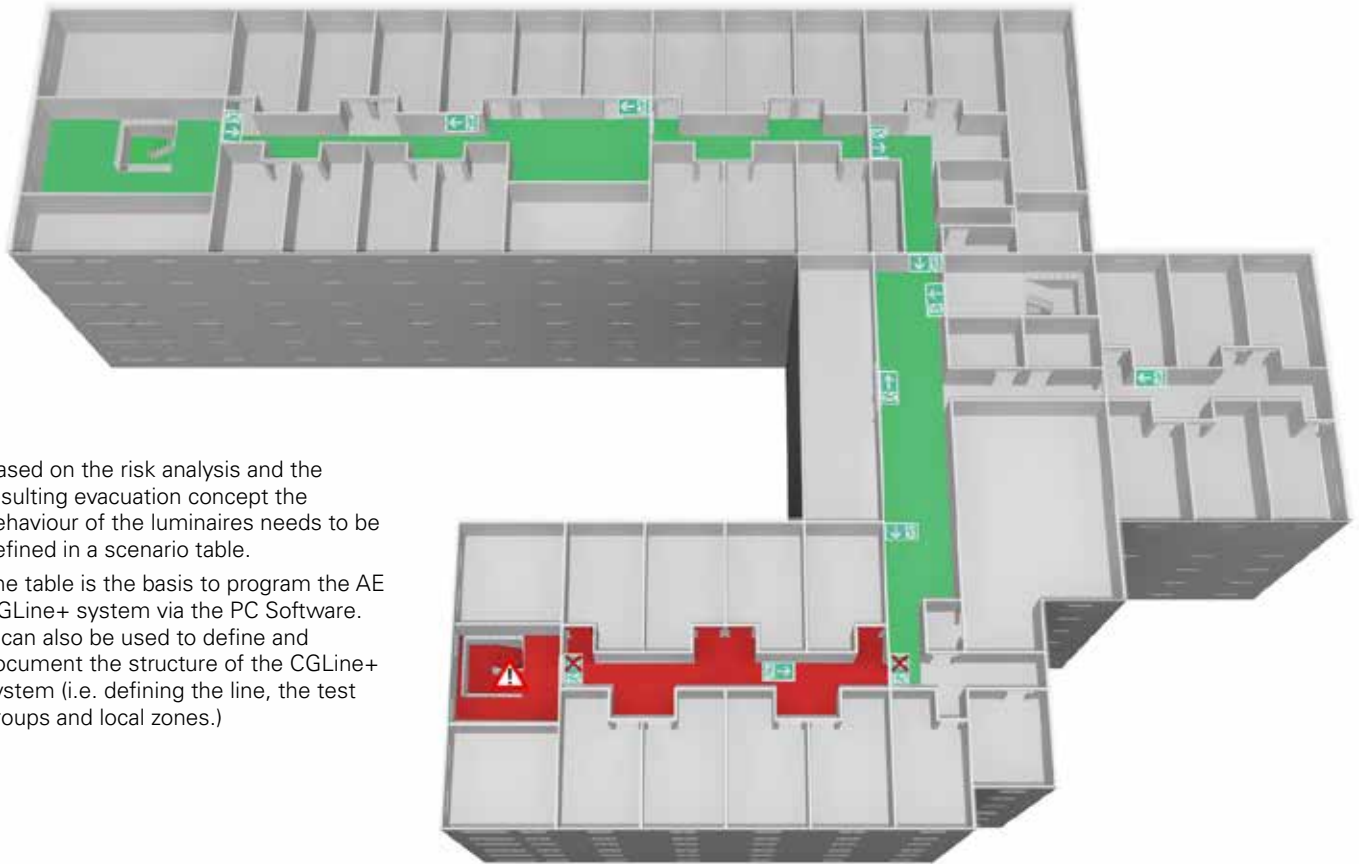 ased on the risk analysis and the
sulting evacuation concept the
ehaviour of the luminaires needs to be
efined in a scenario table.
he table is the basis to program the AE
GLine+ system via the PC Software.
can also be used to define and
ocument the structure of the CGLine+
ystem (i.e. defining the line, the test
roups and local zones.)